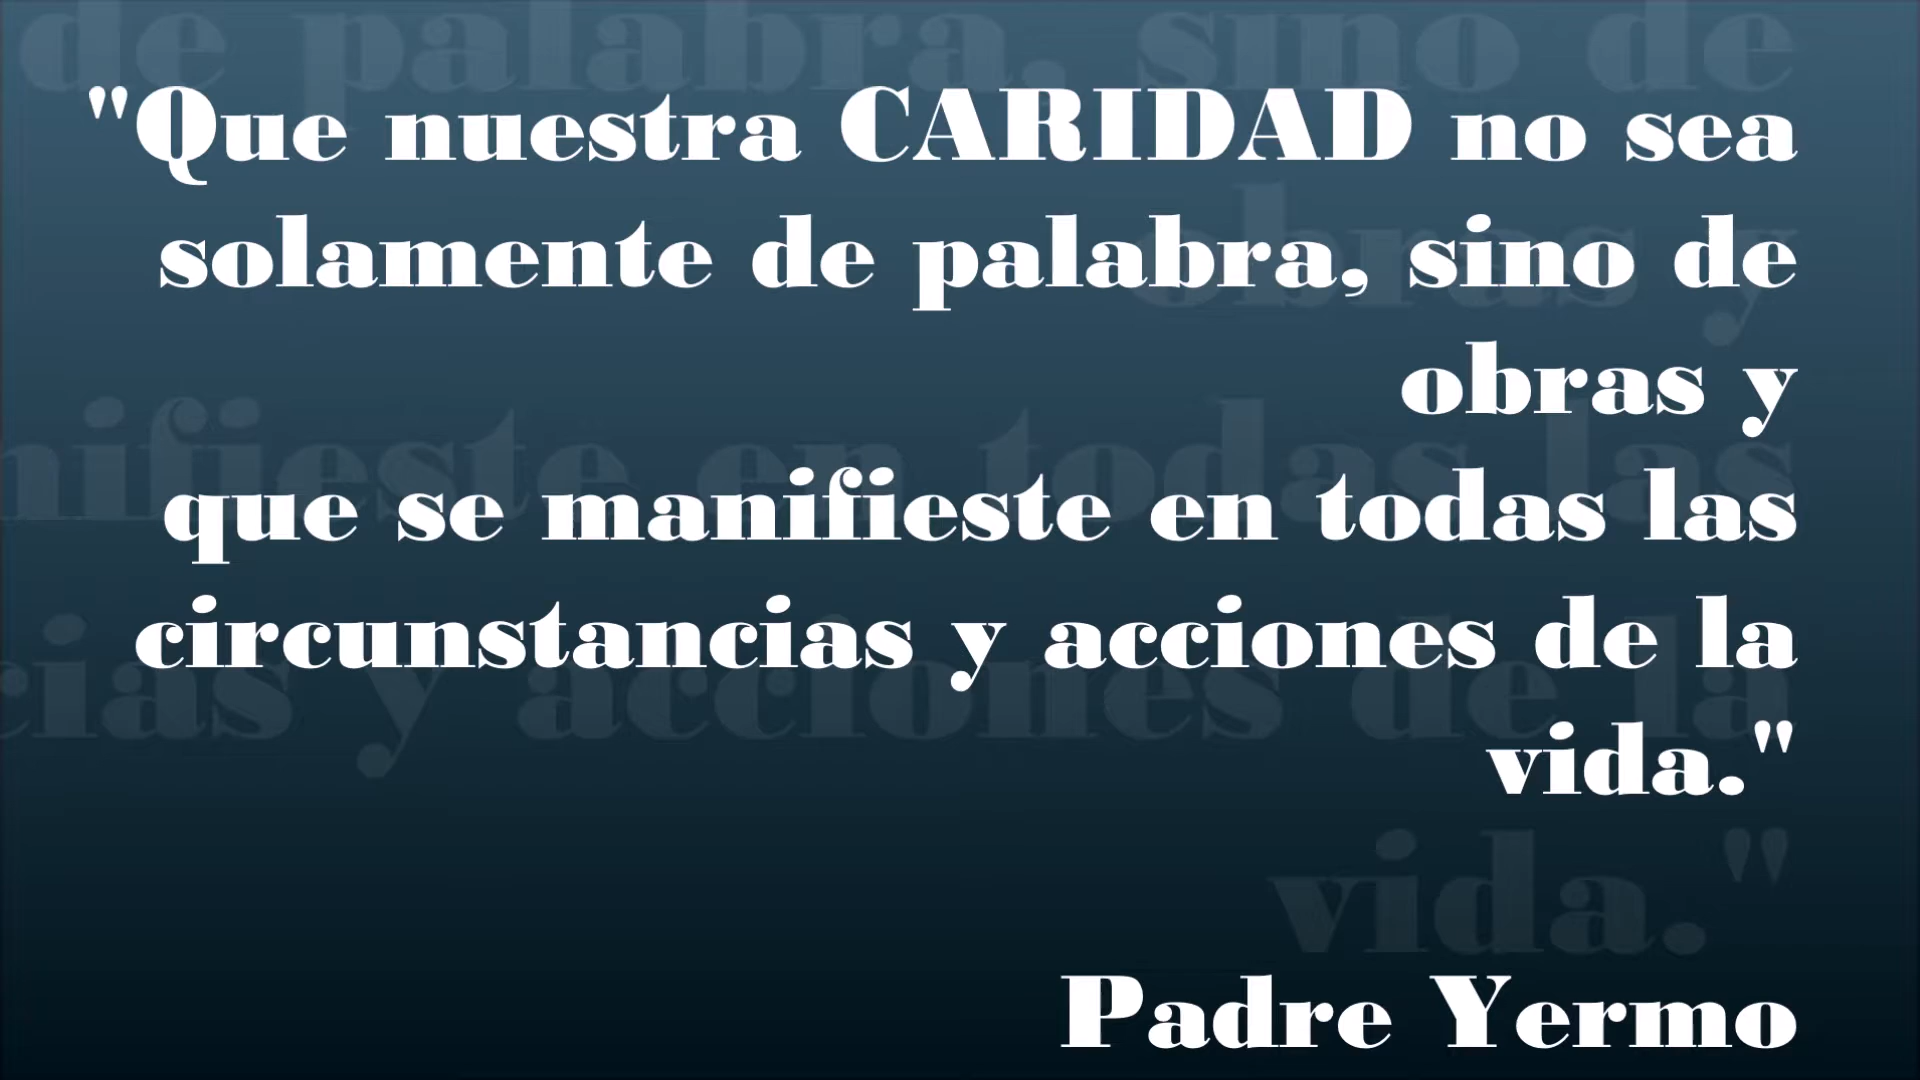 "Que nuestra CARIDAD no sea
solamente de palabra, sino de
obras y
que se manifieste en todas las
circunstancias y acciones de la
vida."
Padre Yermo